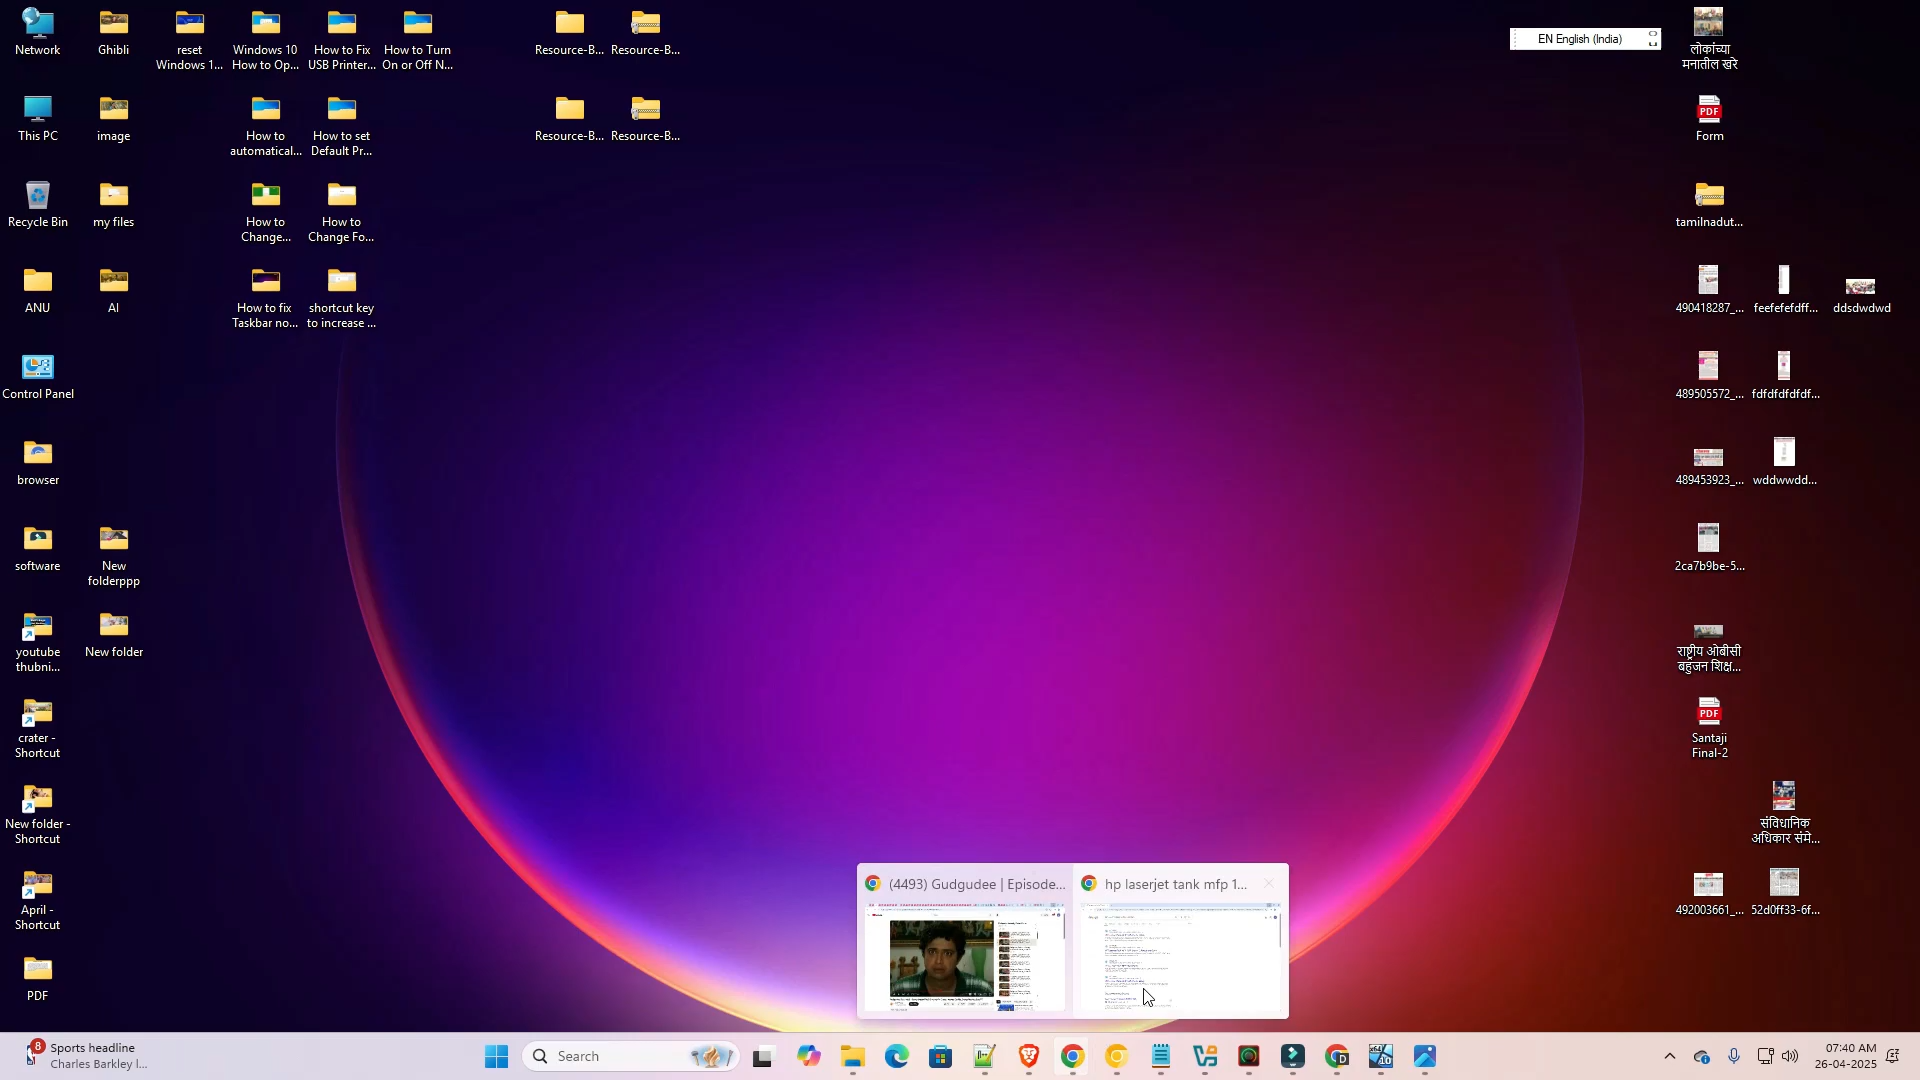 Network
Ghibli
reset
Windows 1...
Windows 10
How to Op...
How to Fix
USB Printer...
How to Turn
On or Off N...
Resource-B...
Resource-B...
EN English (India)
लोकांच्या
मनातील खरे
This PC
image
How to
automatical...
How to set
Default Pr...
Resource-B...
Resource-B...
Form
Recycle Bin
my files
How to
Change...
How to
Change Fo...
tamilnadut...
ANU
AI
How to fix
Taskbar no...
shortcut key
to increase ...
490418287_...
feefefefdff...
ddsdwdwd
Control Panel
489505572_...
fdfdfdfdfdf...
browser
489453923_...
wddwwdd...
software
New
folderppp
2ca7b9be-5...
youtube
thubni...
New folder
राष्ट्रीय ओबीसी
बहुजन शिक्ष...
crater -
Shortcut
Santaji
Final-2
New folder -
Shortcut
संविधानिक
अधिकार संमे...
April -
Shortcut
492003661_...
52d0ff33-6f...
PDF
(4493) Gudgudee | Episode...
hp laserjet tank mfp 1...
8
Sports headline
Charles Barkley l...
Search
07:40 AM
26-04-2025